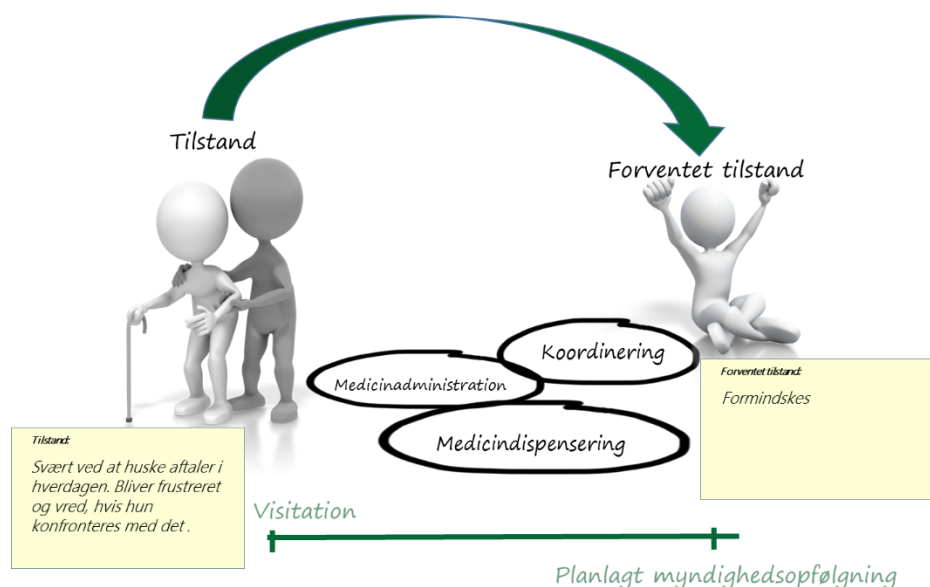 Tilstand
Forventet tilstand
Koordinering
Medicinadministration
Medicindispensering
Forventet tilstand:
Formindskes
Tilstand:
Svært ved at huske aftaler i
hverdagen. Bliver frustreret
og vred, hvis hun
konfronteres med det .
Visitation
Planlagt myndighedsopfølgning